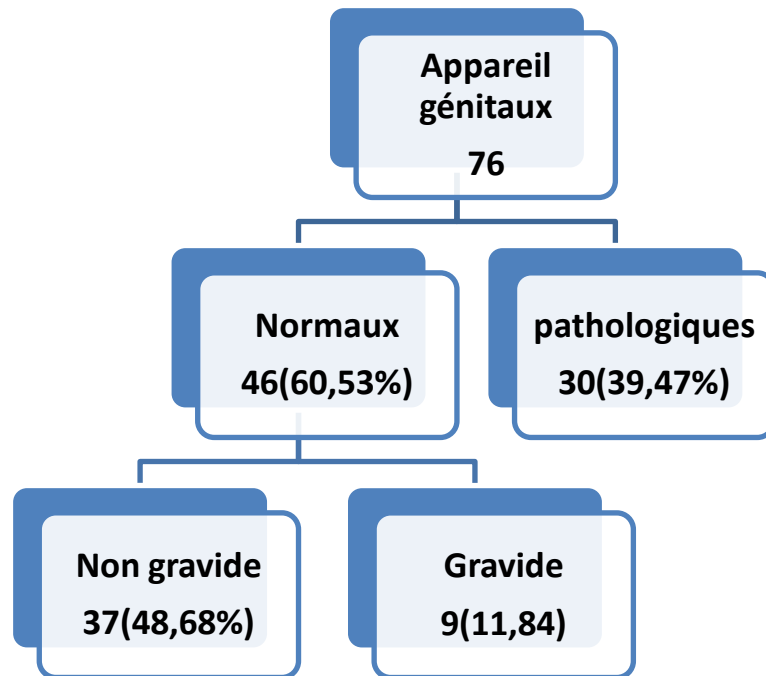 Appareil
génitaux
76
Normaux
46(60,53%)
pathologiques
30(39,47%)
Non gravide
37(48,68%)
Gravide
9(11,84)